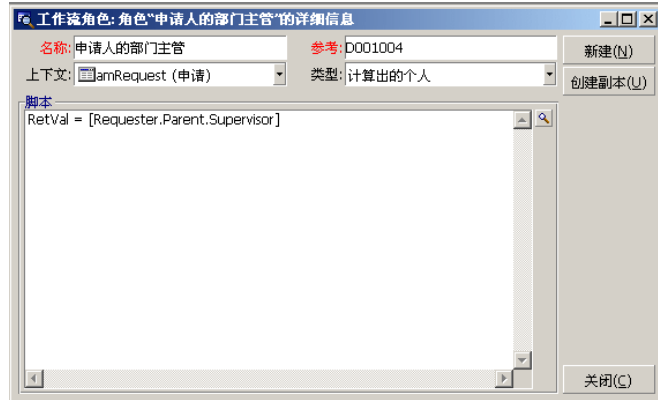 工作流角色: 角色“申请人的部门主管”的详细信息
名称: 申请人的部门主管 参考: D001004 新建(N)
上下文: amRequest (申请) 类型: 计算出的个人 创建副本(U)
脚本
RetVal = [Requester.Parent.Supervisor]
关闭(C)